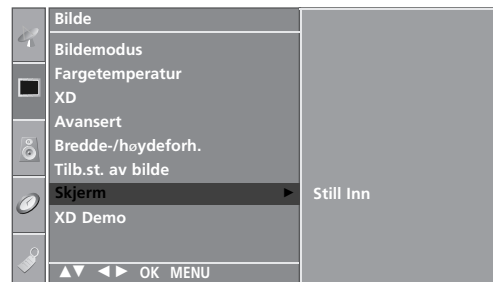 Bilde
Bildemodus
Fargetemperatur
XD
Avansert
Bredde-/høydeforh.
Tilb.st. av bilde
Skjerm ► Still Inn
XD Demo
▲▼ ◄► OK MENU